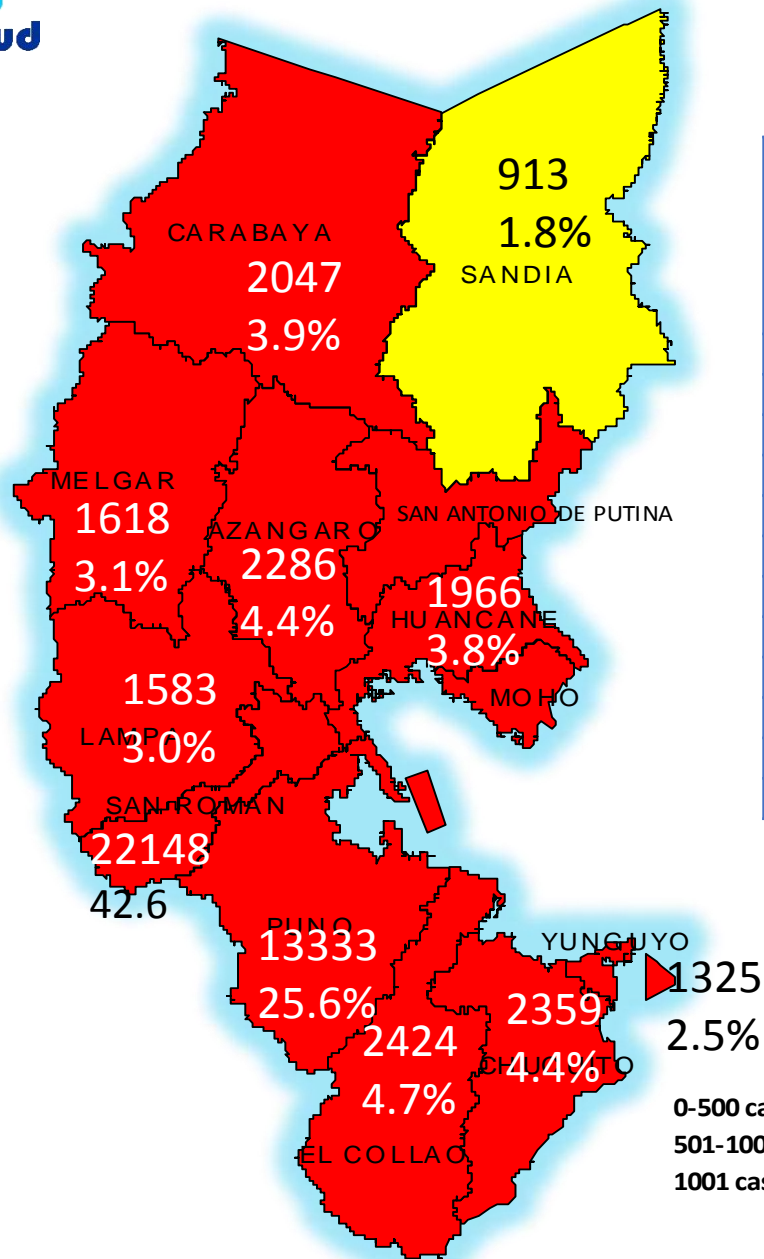 ud
913
1.8%
SANDIA
CARABAYA
2047
3.9%
MELGAR
1618
3.1%
AZANGARO
2286
4.4%
SAN ANTONIO DE PUTINA
1966
HUANCANE
3.8%
MOHO
1583
LAMPA
3.0%
SAN ROMAN
22148
42.6
PUNO
13333
25.6%
YUNGUYO
1325
2.5%
2359
CHUCUITO
4.4%
2424
4.7%
EL COLLAO
0-500 ca
501-100
1001 cas